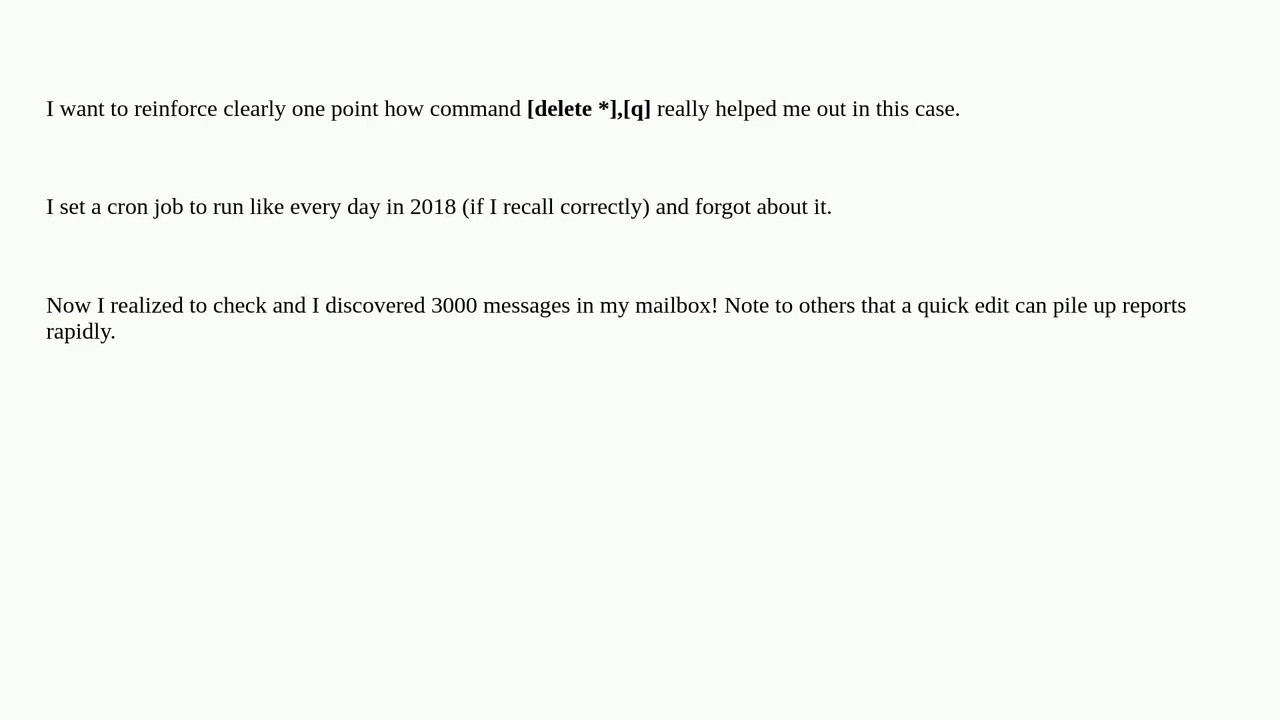 I want to reinforce clearly one point how command [delete *],[q] really helped me out in this case.
I set a cron job to run like every day in 2018 (if I recall correctly) and forgot about it.
Now I realized to check and I discovered 3000 messages in my mailbox! Note to others that a quick edit can pile up reports
rapidly.